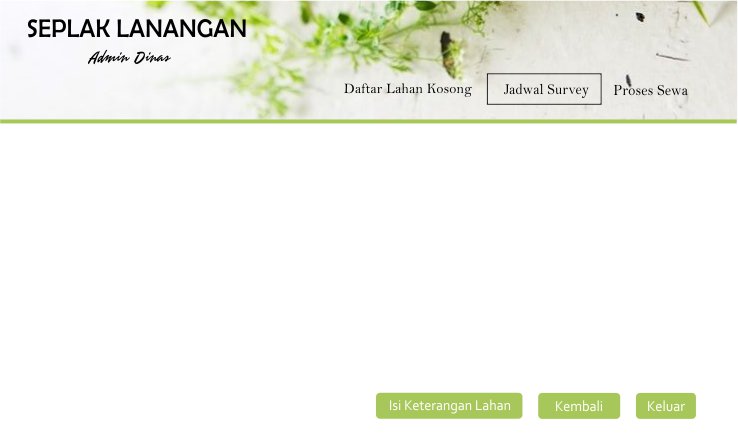 SEPLAK LANANGAN
Admin Dinas
Daftar Lahan Kosong
Jadwal Survey
Proses Sewa
Isi Keterangan Lahan
Kembali
Keluar